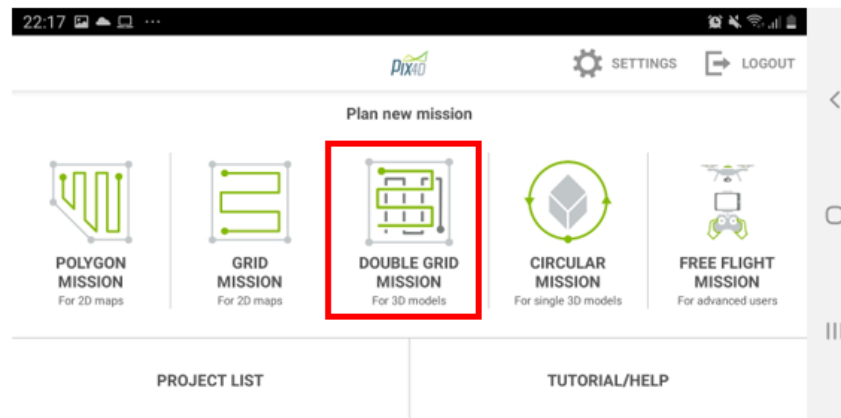 22:17
PIX4D
SETTINGS
LOGOUT
Plan new mission
POLYGON
MISSION
For 2D maps
GRID
MISSION
For 2D maps
DOUBLE GRID
MISSION
For 3D models
CIRCULAR
MISSION
For single 3D models
FREE FLIGHT
MISSION
For advanced users
PROJECT LIST
TUTORIAL/HELP